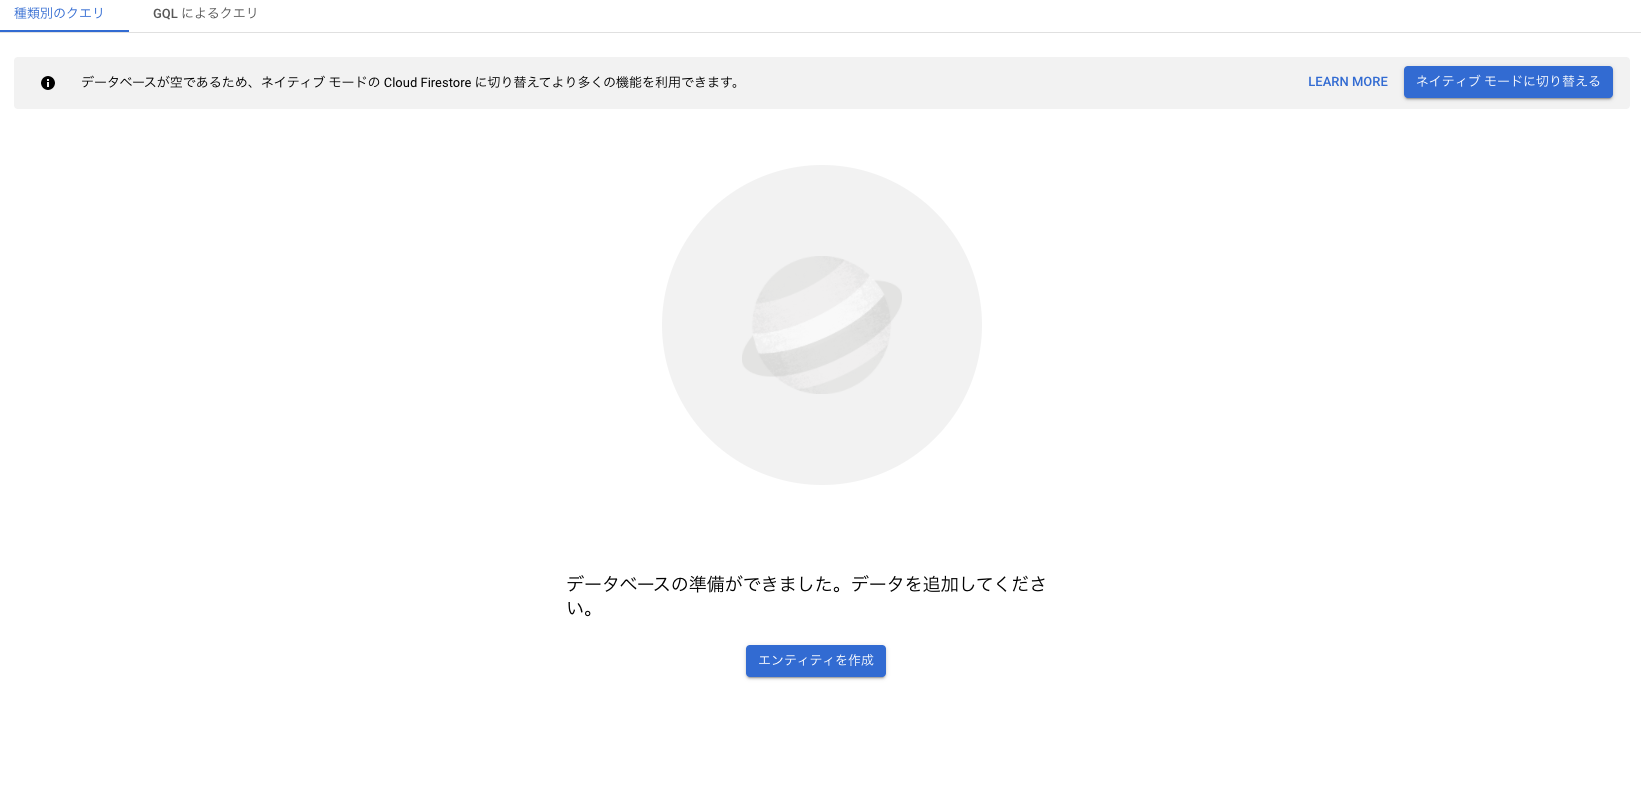 種類別のクエリ
GQL によるクエリ
データベースが空であるため、ネイティブ モードの Cloud Firestore に切り替えてより多くの機能を利用できます。
LEARN MORE
ネイティブ モードに切り替える
データベースの準備ができました。データを追加してくださ
い。
エンティティを作成